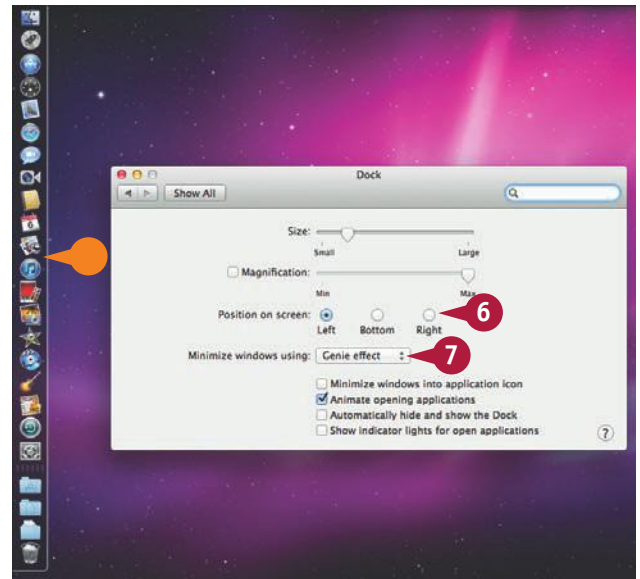 Dock
Show All
Size:
Small Large
Magnification:
Min Max
Position on screen:
Left Bottom Right
6
Minimize windows using: Genie effect
7
Minimize windows into application icon
Animate opening applications
Automatically hide and show the Dock
Show indicator lights for open applications
?
6